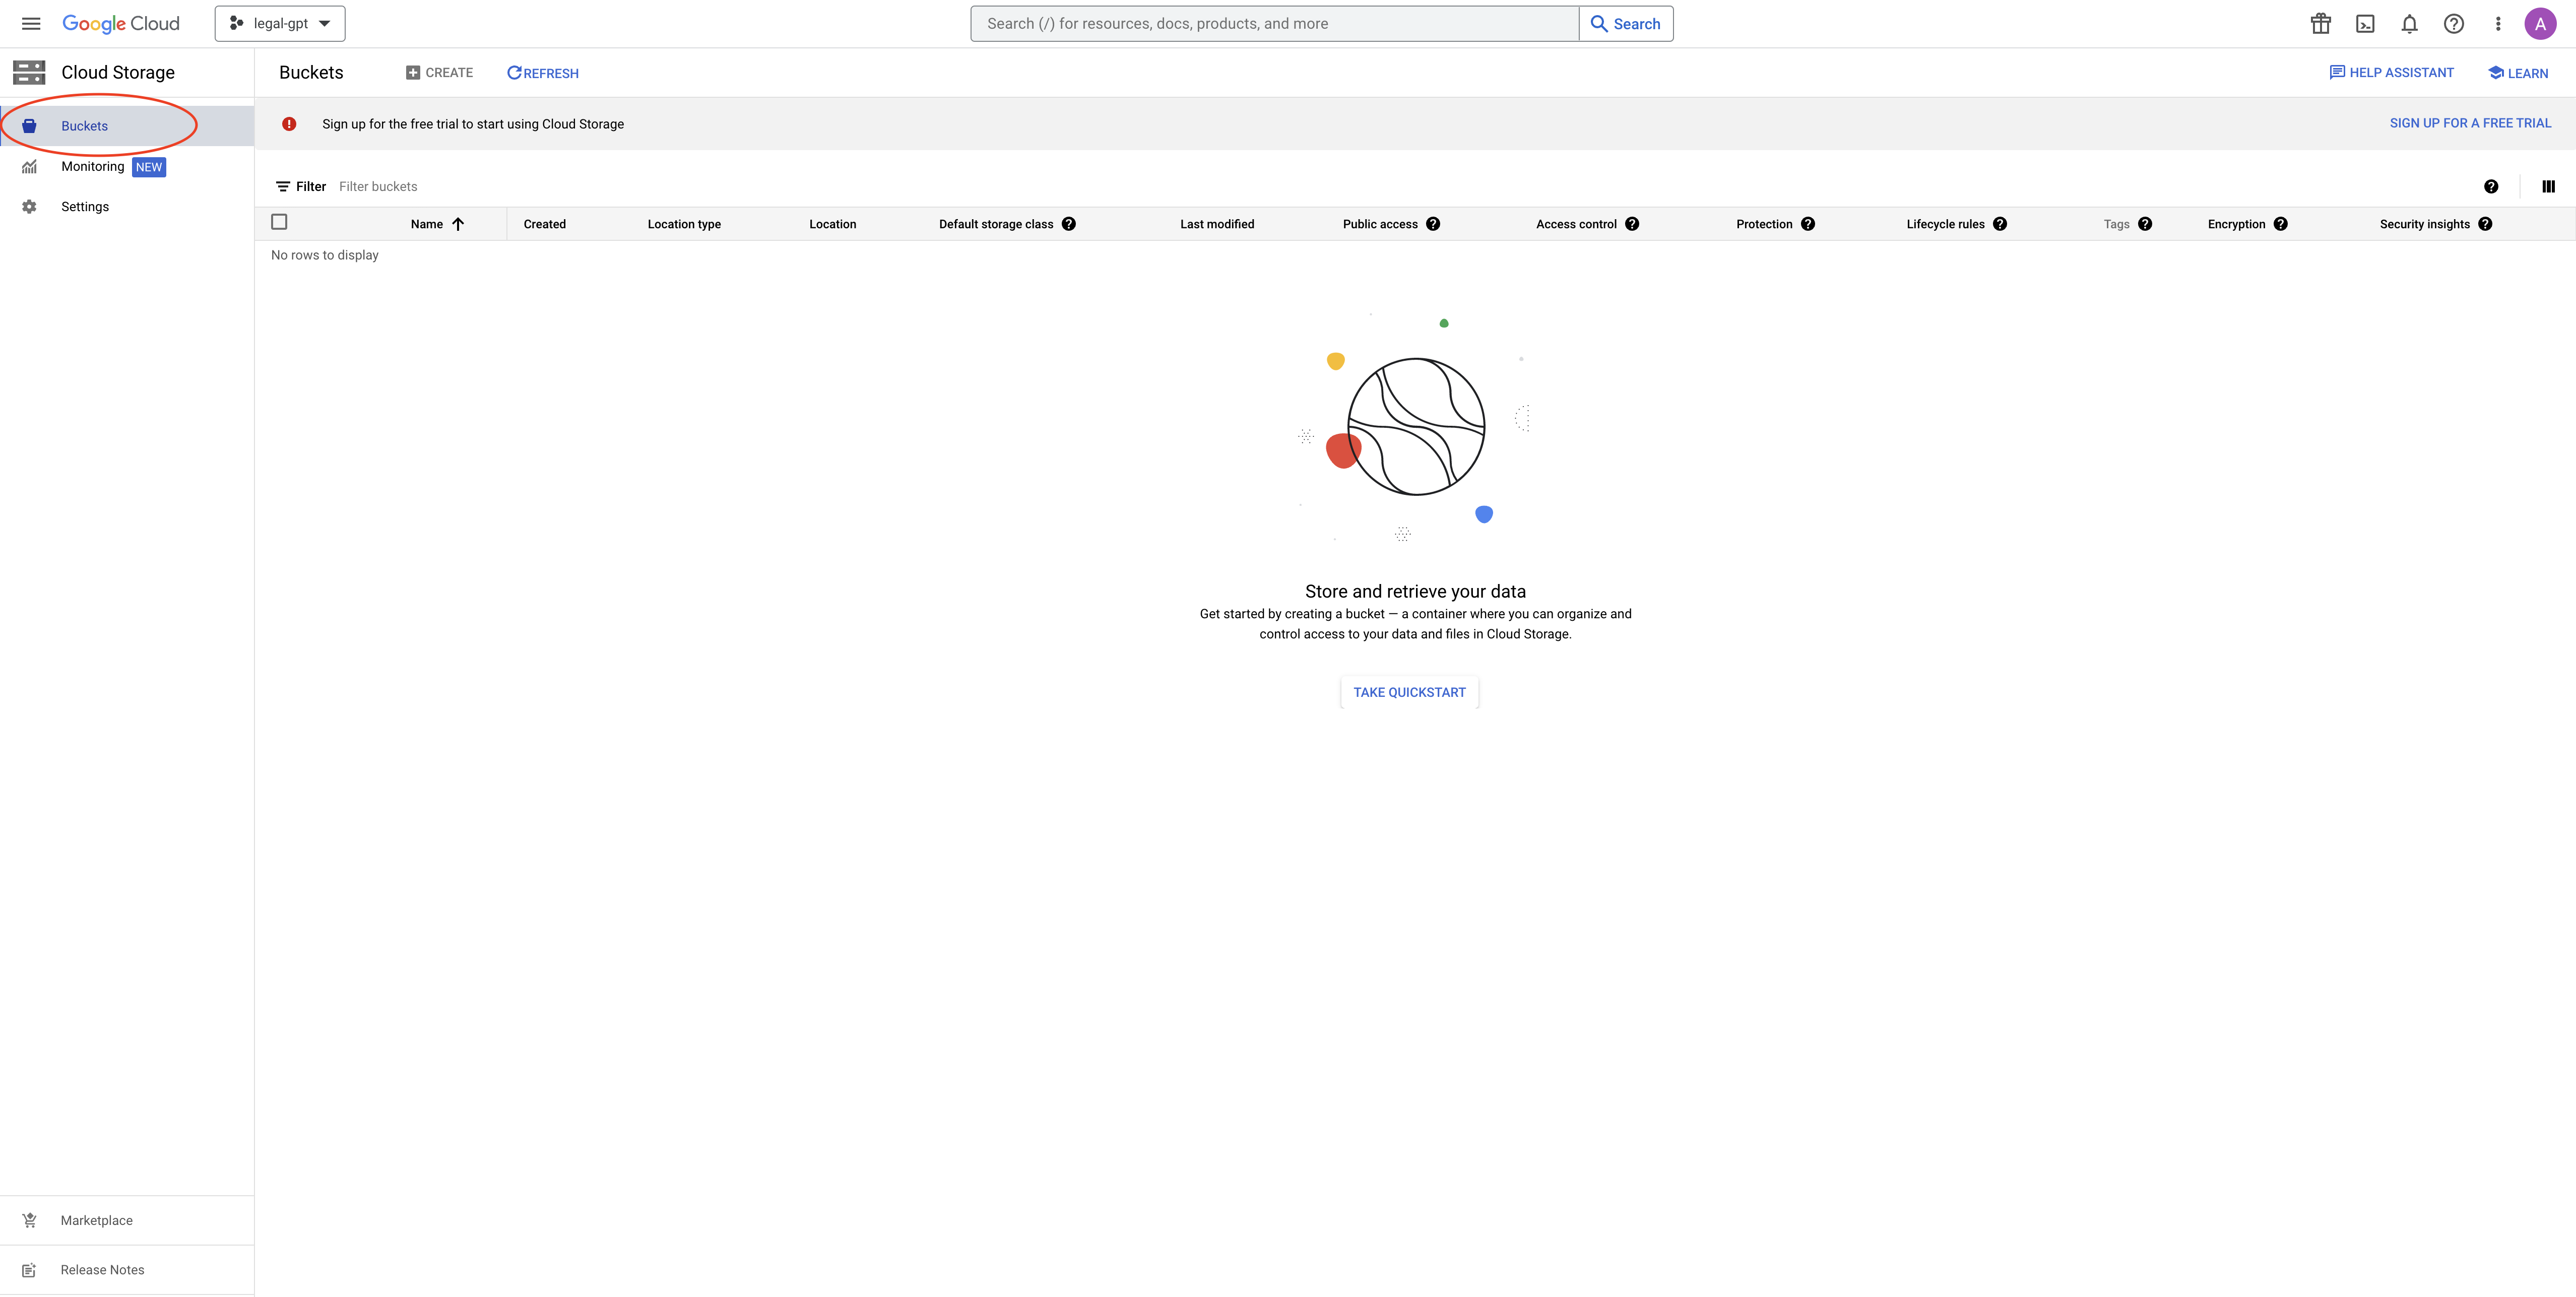 Google Cloud
legal-gpt
Search (/) for resources, docs, products, and more
Search
A
Cloud Storage
Buckets
CREATE
REFRESH
HELP ASSISTANT
LEARN
Buckets
Monitoring NEW
Settings
Sign up for the free trial to start using Cloud Storage
SIGN UP FOR A FREE TRIAL
Filter Filter buckets
Name Created Location type Location Default storage class Last modified Public access Access control Protection Lifecycle rules Tags Encryption Security insights
No rows to display
Store and retrieve your data
Get started by creating a bucket — a container where you can organize and
control access to your data and files in Cloud Storage.
TAKE QUICKSTART
Marketplace
Release Notes